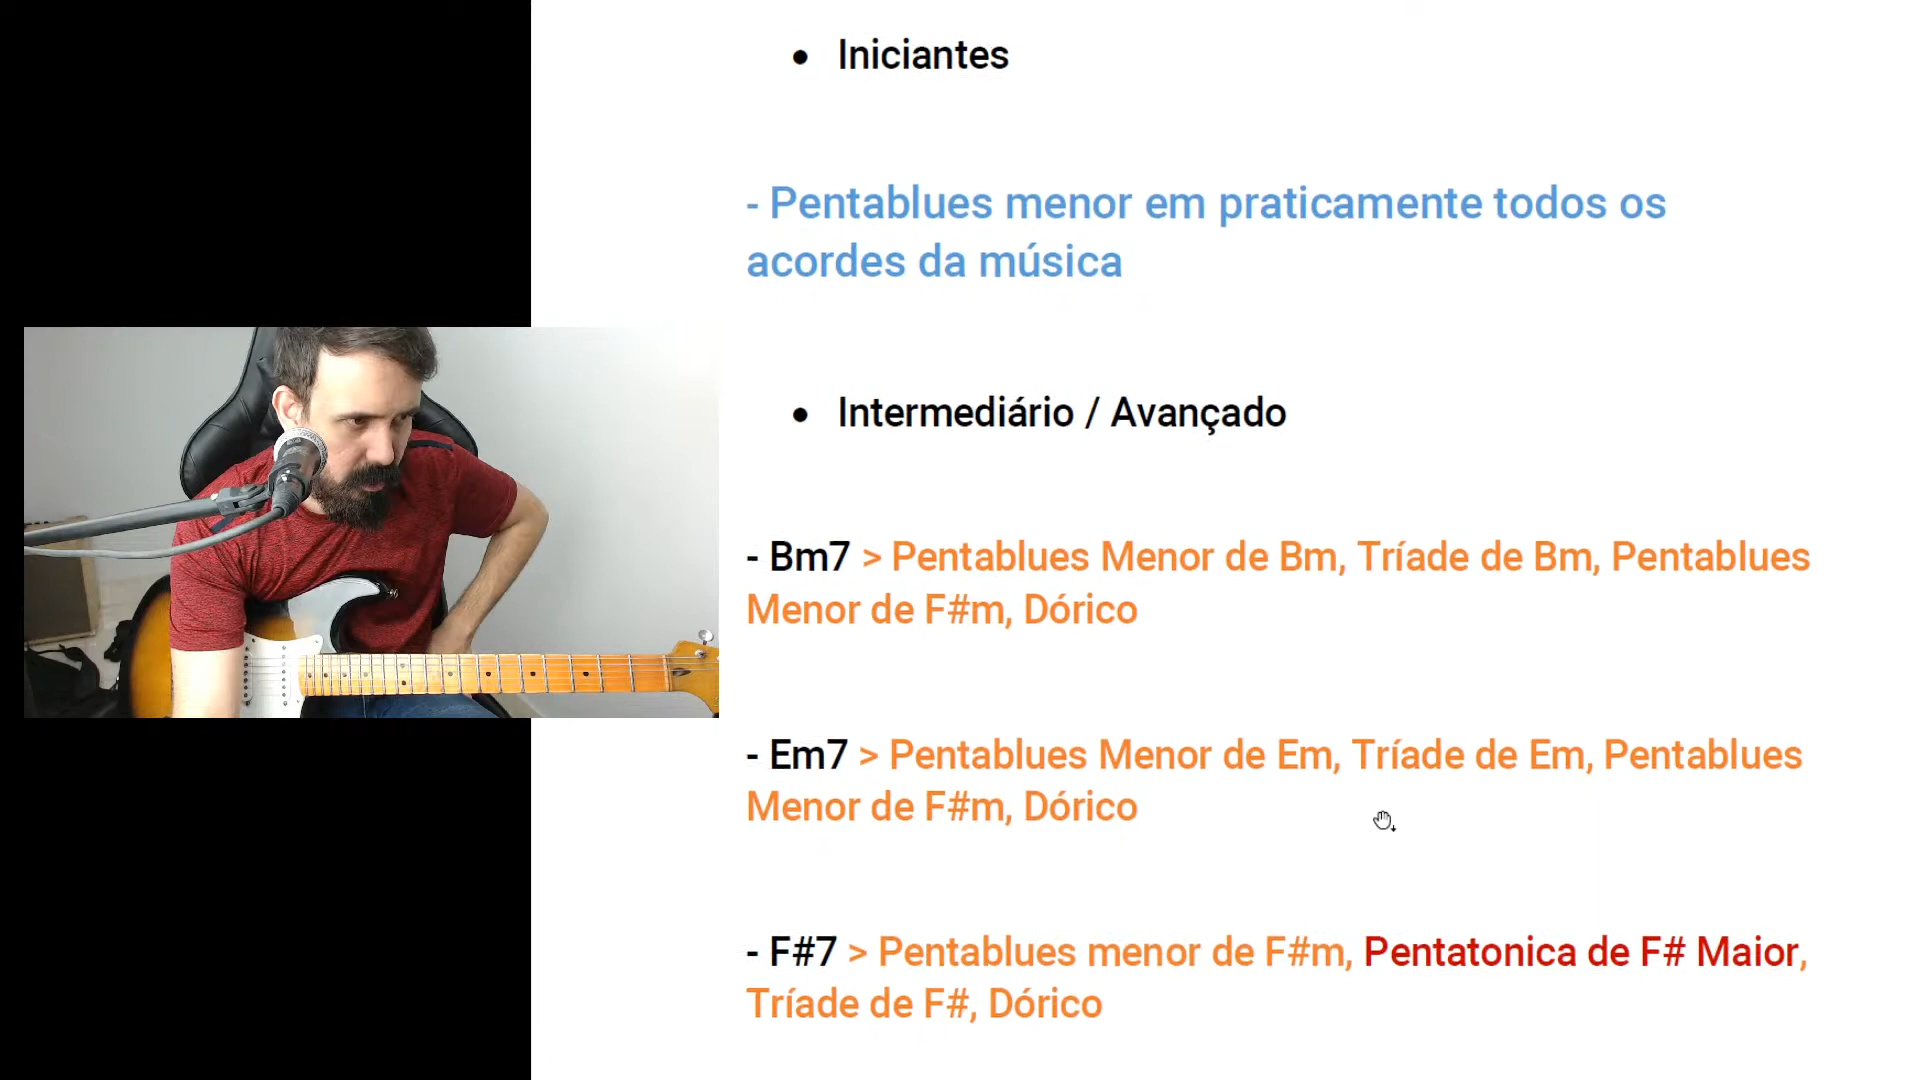 • Iniciantes
- Pentablues menor em praticamente todos os
acordes da música
• Intermediário / Avançado
- Bm7 > Pentablues Menor de Bm, Tríade de Bm, Pentablues
Menor de F#m, Dórico
- Em7 > Pentablues Menor de Em, Tríade de Em, Pentablues
Menor de F#m, Dórico
- F#7 > Pentablues menor de F#m, Pentatonica de F# Maior,
Tríade de F#, Dórico